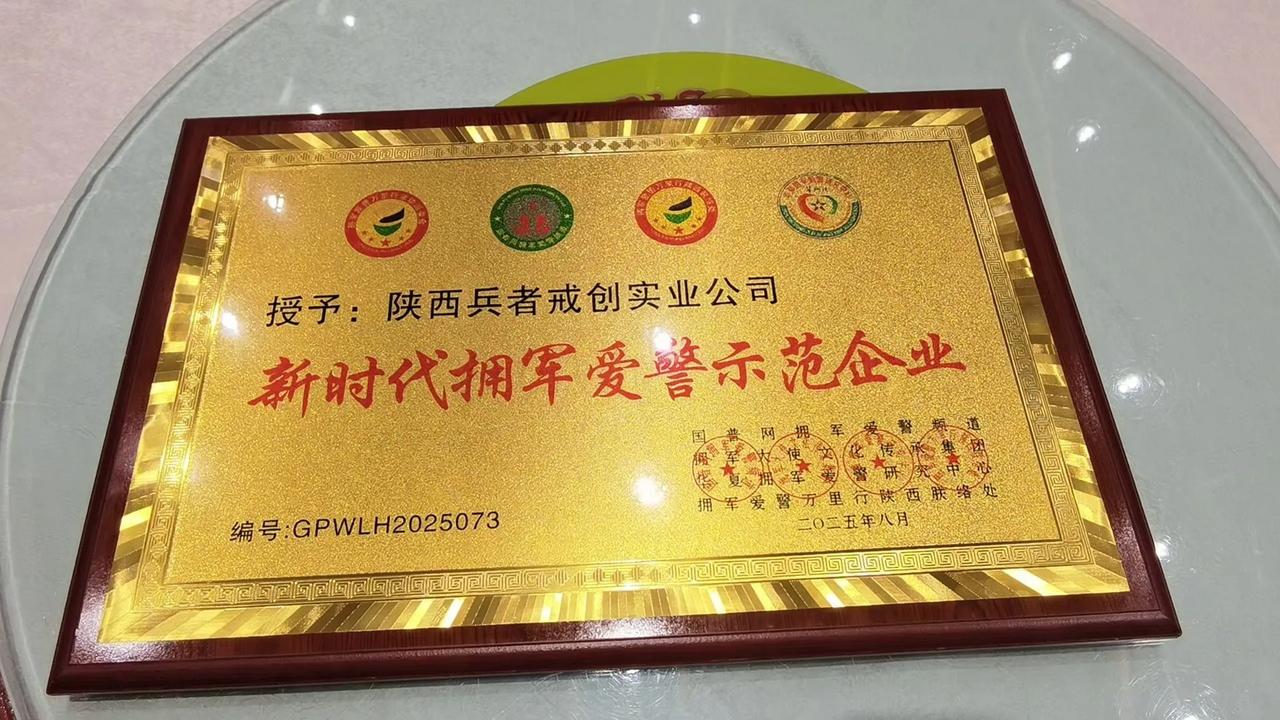 授予：陕西兵者戒创实业公司
新时代拥军爱警示范企业
国普网拥军爱警频道
拥军大使文化传承集团
华夏拥军爱警研究中心
拥军爱警万里行陕西肤络处
编号:GPWLH2025073
二〇二五年八月